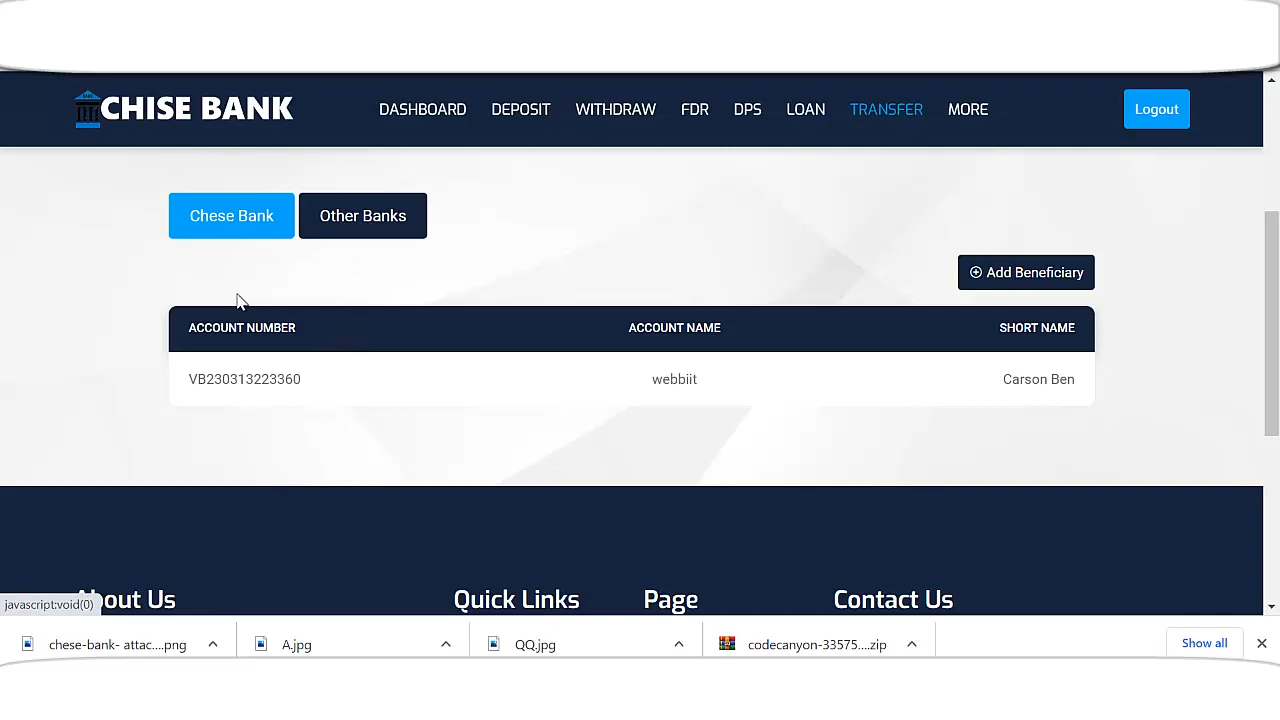 CHISE BANK DASHBOARD DEPOSIT WITHDRAW FDR DPS LOAN TRANSFER MORE Logout
Chese Bank Other Banks
Add Beneficiary
ACCOUNT NUMBER ACCOUNT NAME SHORT NAME
VB230313223360 webbiit Carson Ben
About Us Quick Links Page Contact Us
javascript:void(0)
chese-bank- attac....png A.jpg QQ.jpg codecanyon-33575....zip Show all